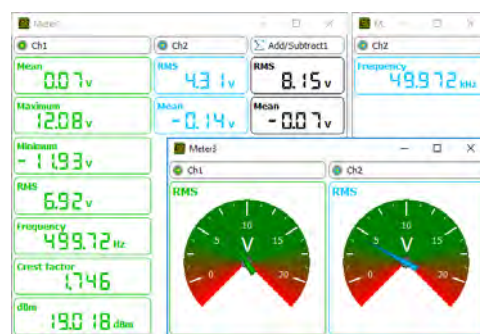 Meter2
M..
Ch1
Ch2
Σ Add/Subtract1
Ch2
Mean
0.07 v
RMS
4.31 v
RMS
8.15 v
Frequency
49.972 kHz
Maximum
12.08 v
Mean
-0.14 v
Mean
-0.07 v
Minimum
-11.93 v
RMS
6.92 v
Frequency
499.72 Hz
Crest factor
1.746
dBm
19.018 dBm
Meter3
Ch1
Ch2
RMS
0
5
10
15
20
V
RMS
0
5
10
15
20
V